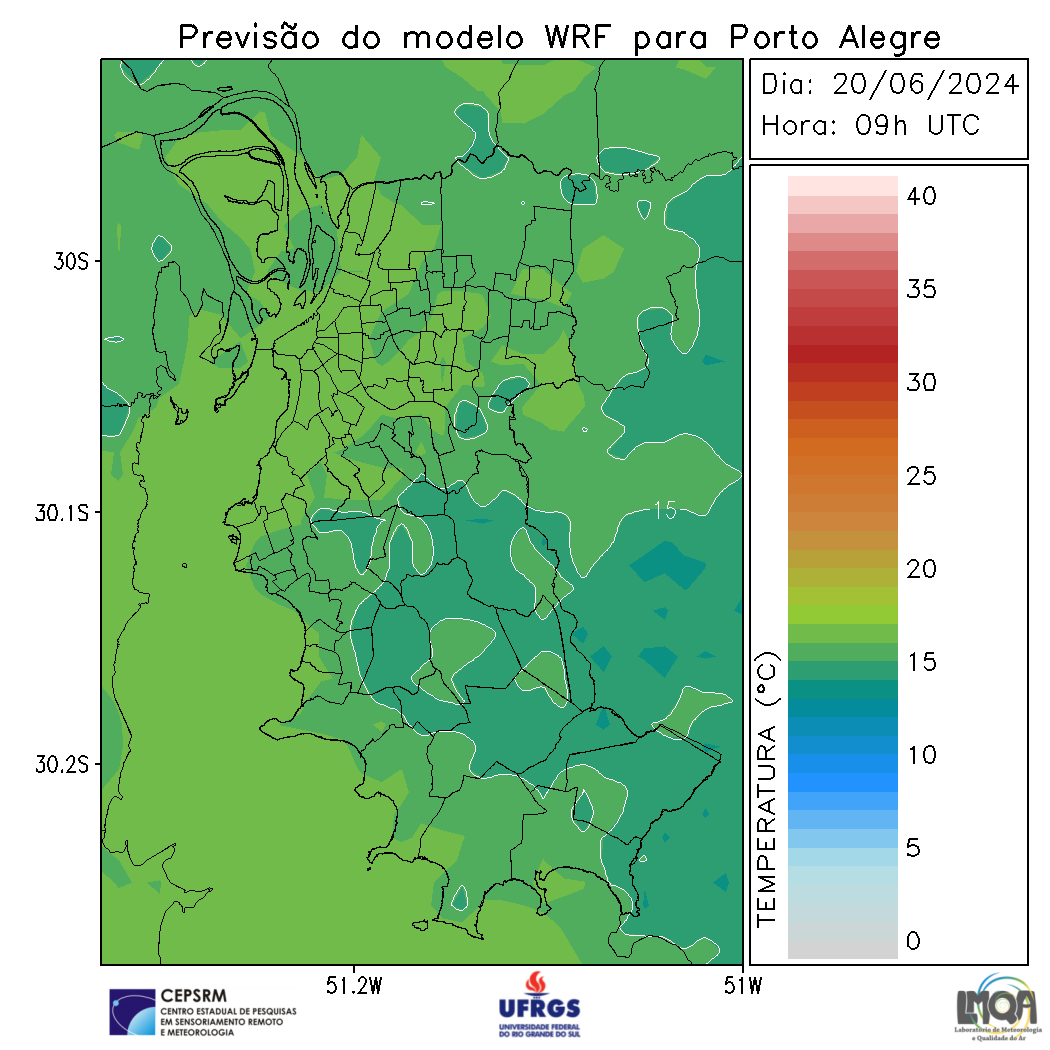 Previsão do modelo WRF para Porto Alegre
Dia: 20/06/2024
Hora: 09h UTC
40
35
30
25
20
15
10
5
0
TEMPERATURA (°C)
30S
30.1S
30.2S
15
51.2W
51W
CEPSRM
CENTRO ESTADUAL DE PESQUISAS
EM SENSORIAMENTO REMOTO
E METEOROLOGIA
UFRGS
UNIVERSIDADE FEDERAL
DO RIO GRANDE DO SUL
LMQA
Laboratório de Meteorologia
e Qualidade do Ar